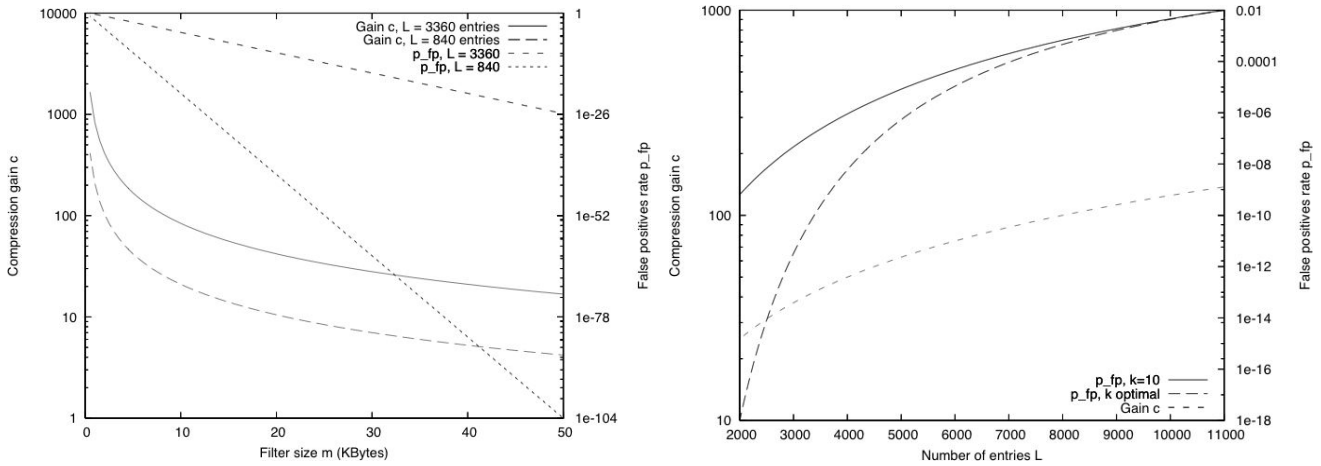 10000
1000
100
10
1
Compression gain c
0
10
20
30
40
50
Filter size m (KBytes)
1
1e-26
1e-52
1e-78
1e-104
False positives rate p_fp
Gain c, L = 3360 entries
Gain c, L = 840 entries
p_fp, L = 3360
p_fp, L = 840
1000
100
10
Compression gain c
2000
3000
4000
5000
6000
7000
8000
9000
10000
11000
Number of entries L
0.01
0.0001
1e-06
1e-08
1e-10
1e-12
1e-14
1e-16
1e-18
False positives rate p_fp
p_fp, k=10
p_fp, k optimal
Gain c